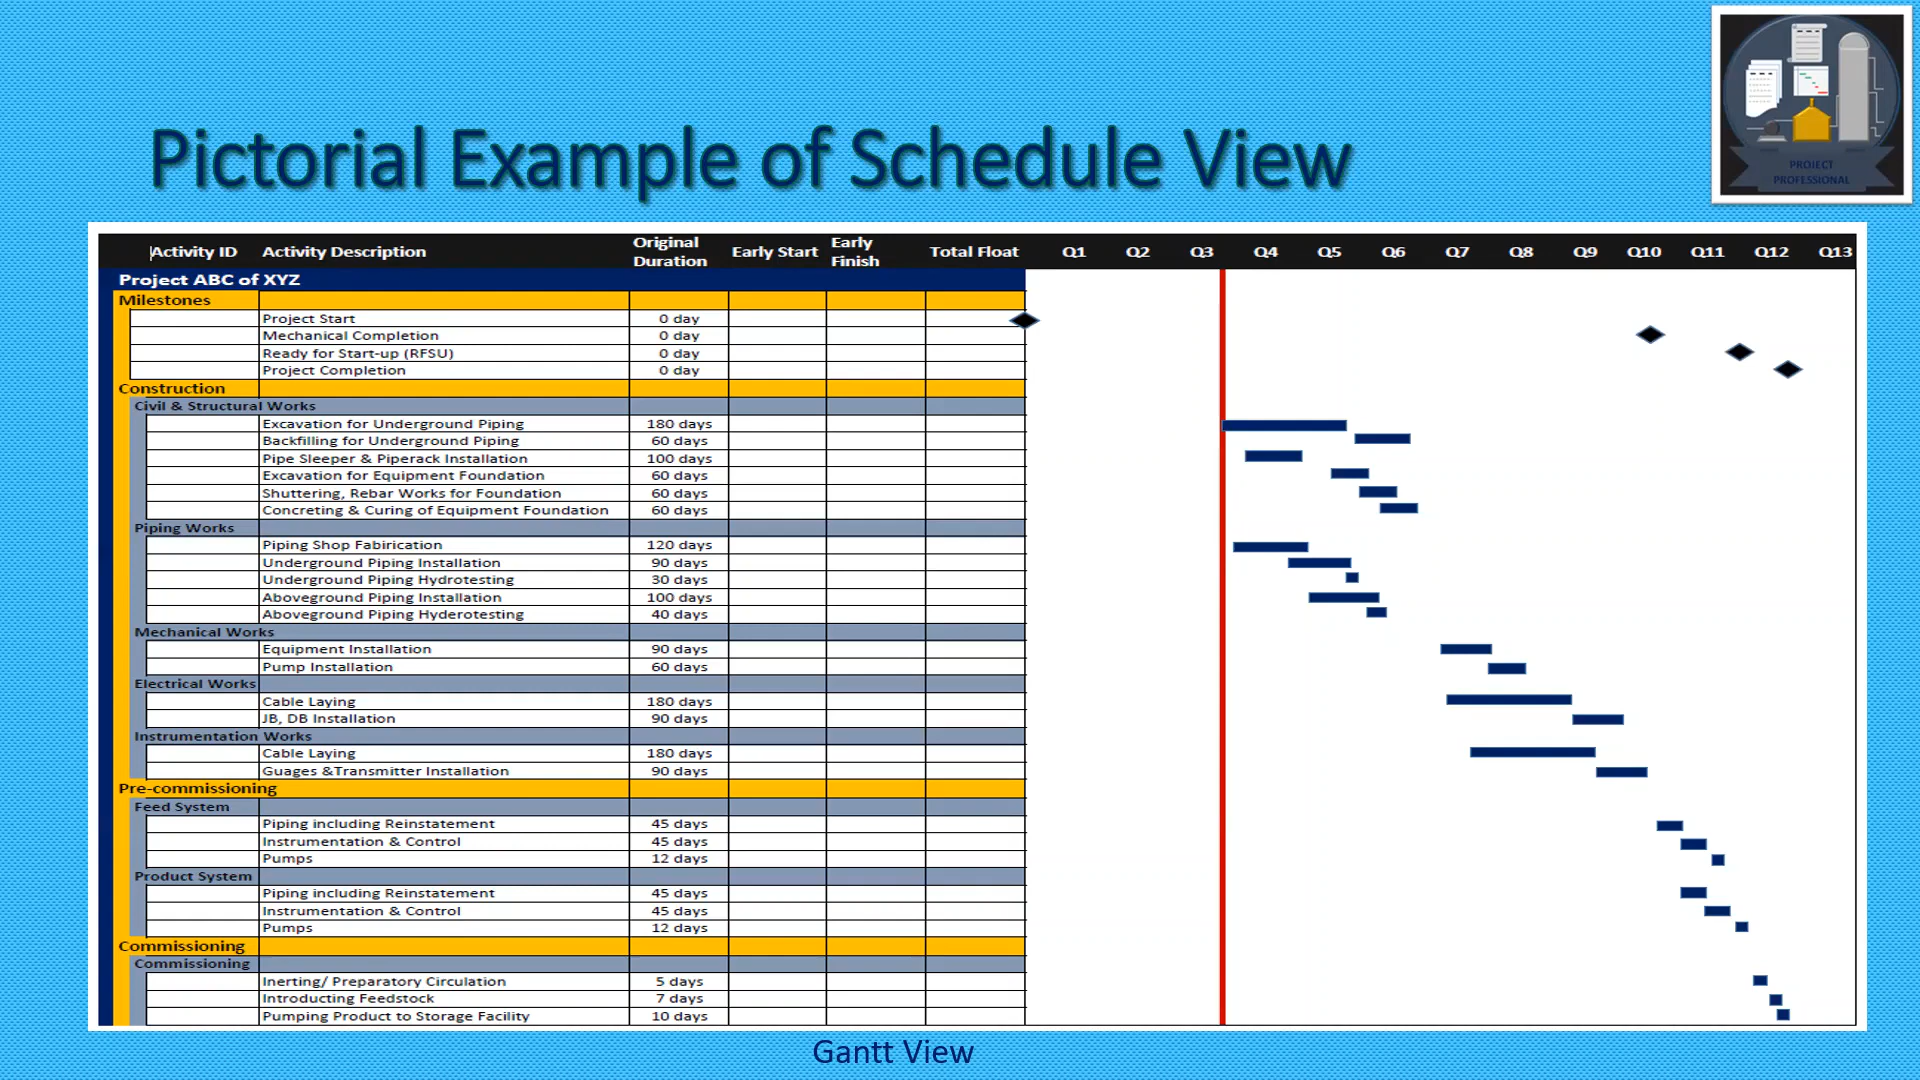 PROJECT
PROFESSIONAL
Pictorial Example of Schedule View
Activity ID Activity Description Original Duration Early Start Early Finish Total Float Q1 Q2 Q3 Q4 Q5 Q6 Q7 Q8 Q9 Q10 Q11 Q12 Q13
Project ABC of XYZ
Milestones
Project Start 0 day
Mechanical Completion 0 day
Ready for Start-up (RFSU) 0 day
Project Completion 0 day
Construction
Civil & Structural Works
Excavation for Underground Piping 180 days
Backfilling for Underground Piping 60 days
Pipe Sleeper & Piperack Installation 100 days
Excavation for Equipment Foundation 60 days
Shuttering, Rebar Works for Foundation 60 days
Concreting & Curing of Equipment Foundation 60 days
Piping Works
Piping Shop Fabirication 120 days
Underground Piping Installation 90 days
Underground Piping Hydrotesting 30 days
Aboveground Piping Installation 100 days
Aboveground Piping Hyderotesting 40 days
Mechanical Works
Equipment Installation 90 days
Pump Installation 60 days
Electrical Works
Cable Laying 180 days
JB, DB Installation 90 days
Instrumentation Works
Cable Laying 180 days
Guages &Transmitter Installation 90 days
Pre-commissioning
Feed System
Piping including Reinstatement 45 days
Instrumentation & Control 45 days
Pumps 12 days
Product System
Piping including Reinstatement 45 days
Instrumentation & Control 45 days
Pumps 12 days
Commissioning
Commissioning
Inerting/ Preparatory Circulation 5 days
Introducting Feedstock 7 days
Pumping Product to Storage Facility 10 days
Gantt View